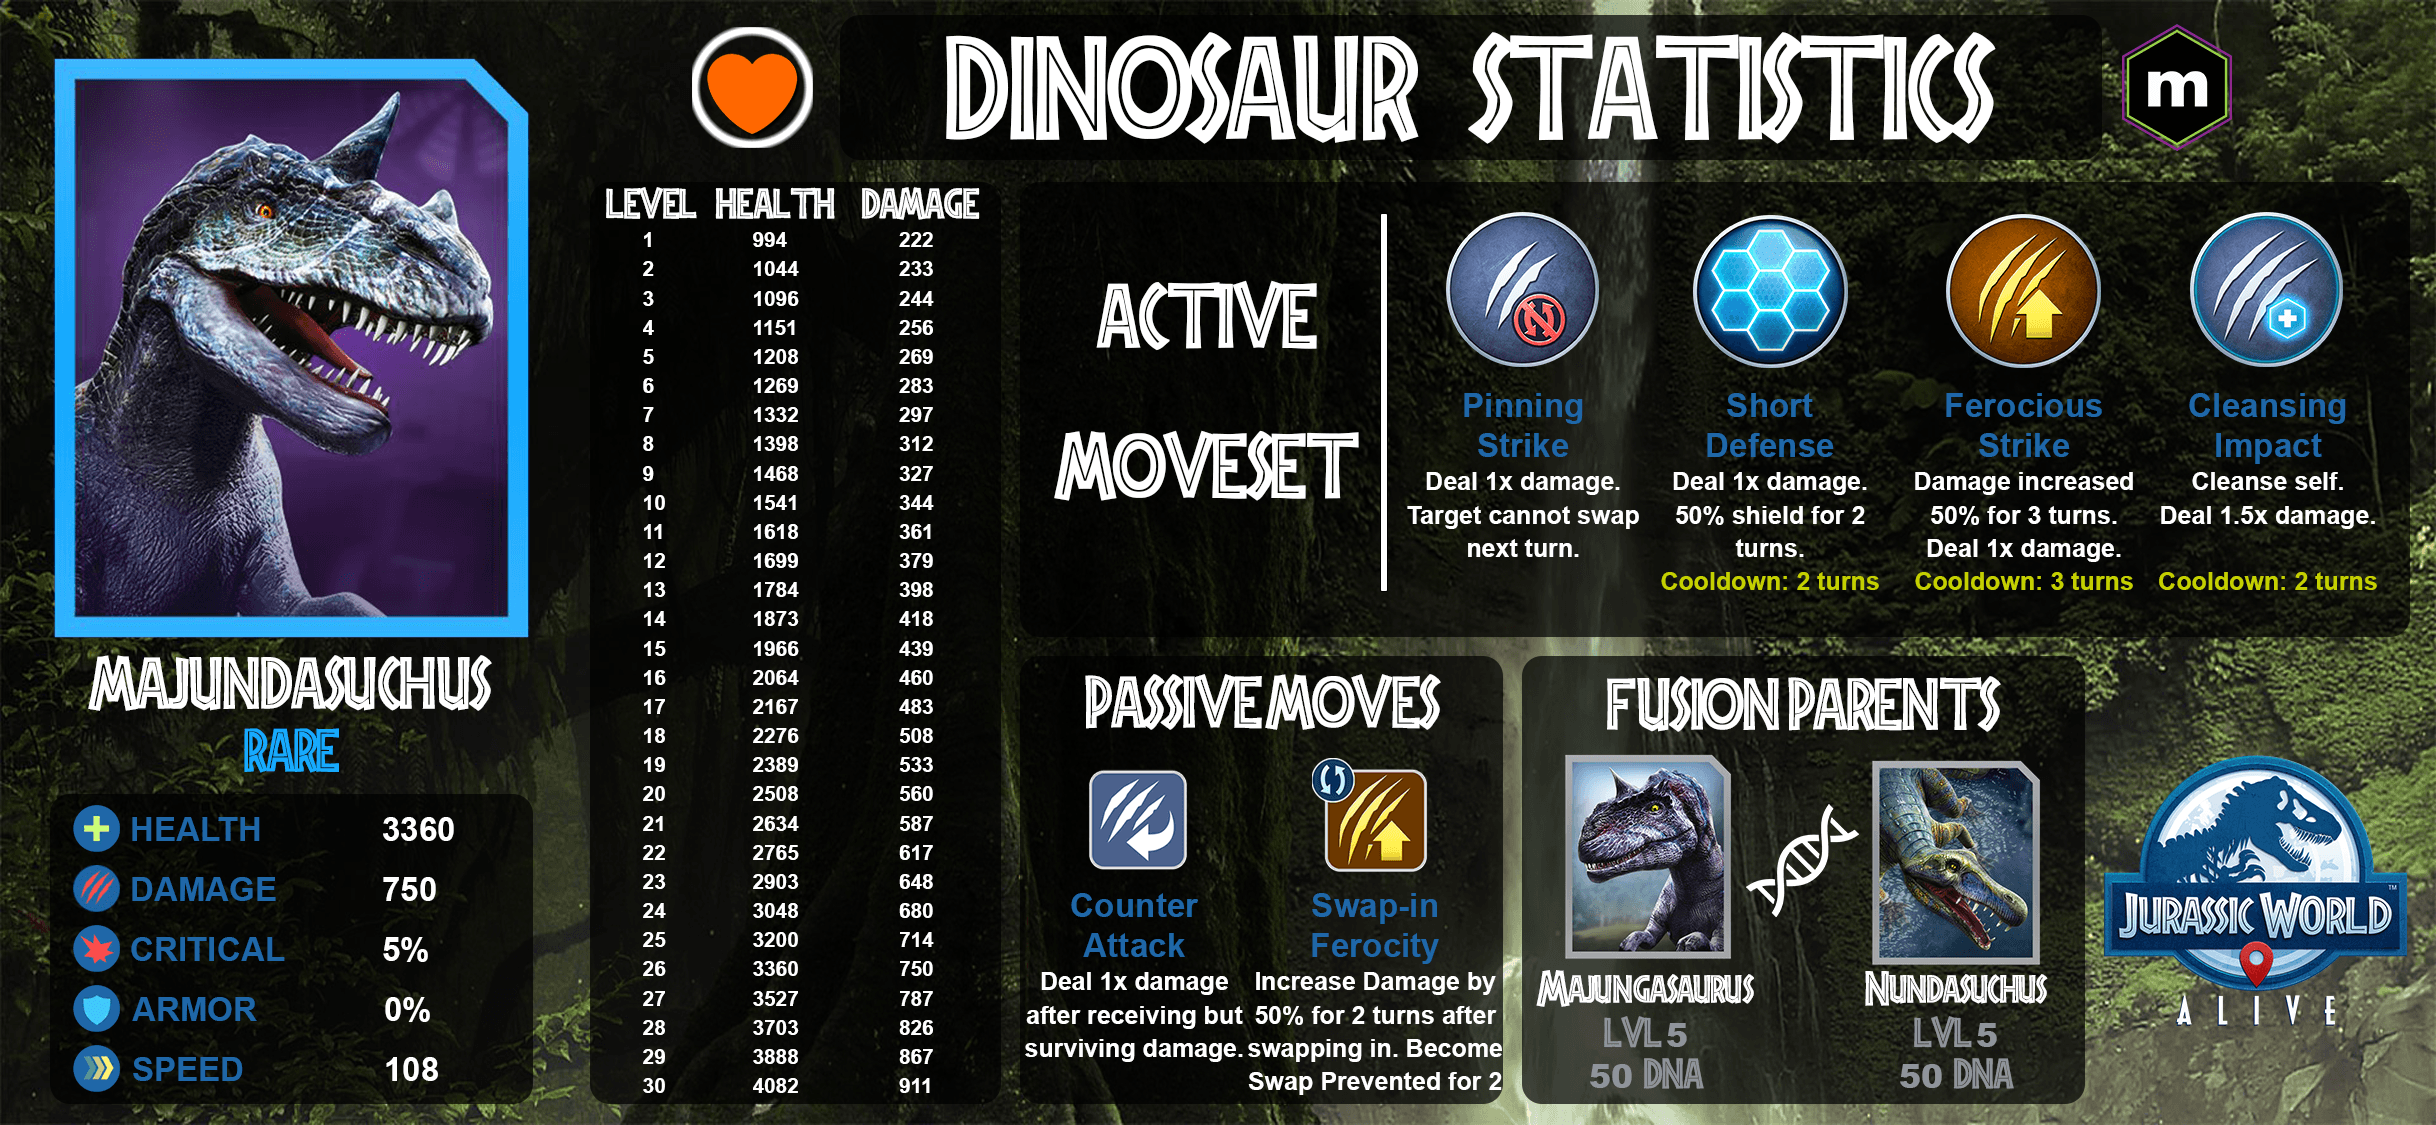 DINOSAUR STATISTICS
m
MAJUNDASUCHUS
RARE
HEALTH 3360
DAMAGE 750
CRITICAL 5%
ARMOR 0%
SPEED 108
LEVEL HEALTH DAMAGE
1 994 222
2 1044 233
3 1096 244
4 1151 256
5 1208 269
6 1269 283
7 1332 297
8 1398 312
9 1468 327
10 1541 344
11 1618 361
12 1699 379
13 1784 398
14 1873 418
15 1966 439
16 2064 460
17 2167 483
18 2276 508
19 2389 533
20 2508 560
21 2634 587
22 2765 617
23 2903 648
24 3048 680
25 3200 714
26 3360 750
27 3527 787
28 3703 826
29 3888 867
30 4082 911
ACTIVE
MOVESET
Pinning
Strike
Deal 1x damage.
Target cannot swap
next turn.
Short
Defense
Deal 1x damage.
50% shield for 2
turns.
Cooldown: 2 turns
Ferocious
Strike
Damage increased
50% for 3 turns.
Deal 1x damage.
Cooldown: 3 turns
Cleansing
Impact
Cleanse self.
Deal 1.5x damage.
Cooldown: 2 turns
PASSIVE MOVES
Counter
Attack
Deal 1x damage
after receiving but
surviving damage.
Swap-in
Ferocity
Increase Damage by
50% for 2 turns after
swapping in. Become
Swap Prevented for 2
FUSION PARENTS
MAJUNGASAURUS
LVL 5
50 DNA
NUNDASUCHUS
LVL 5
50 DNA
JURASSIC WORLD™
ALIVE